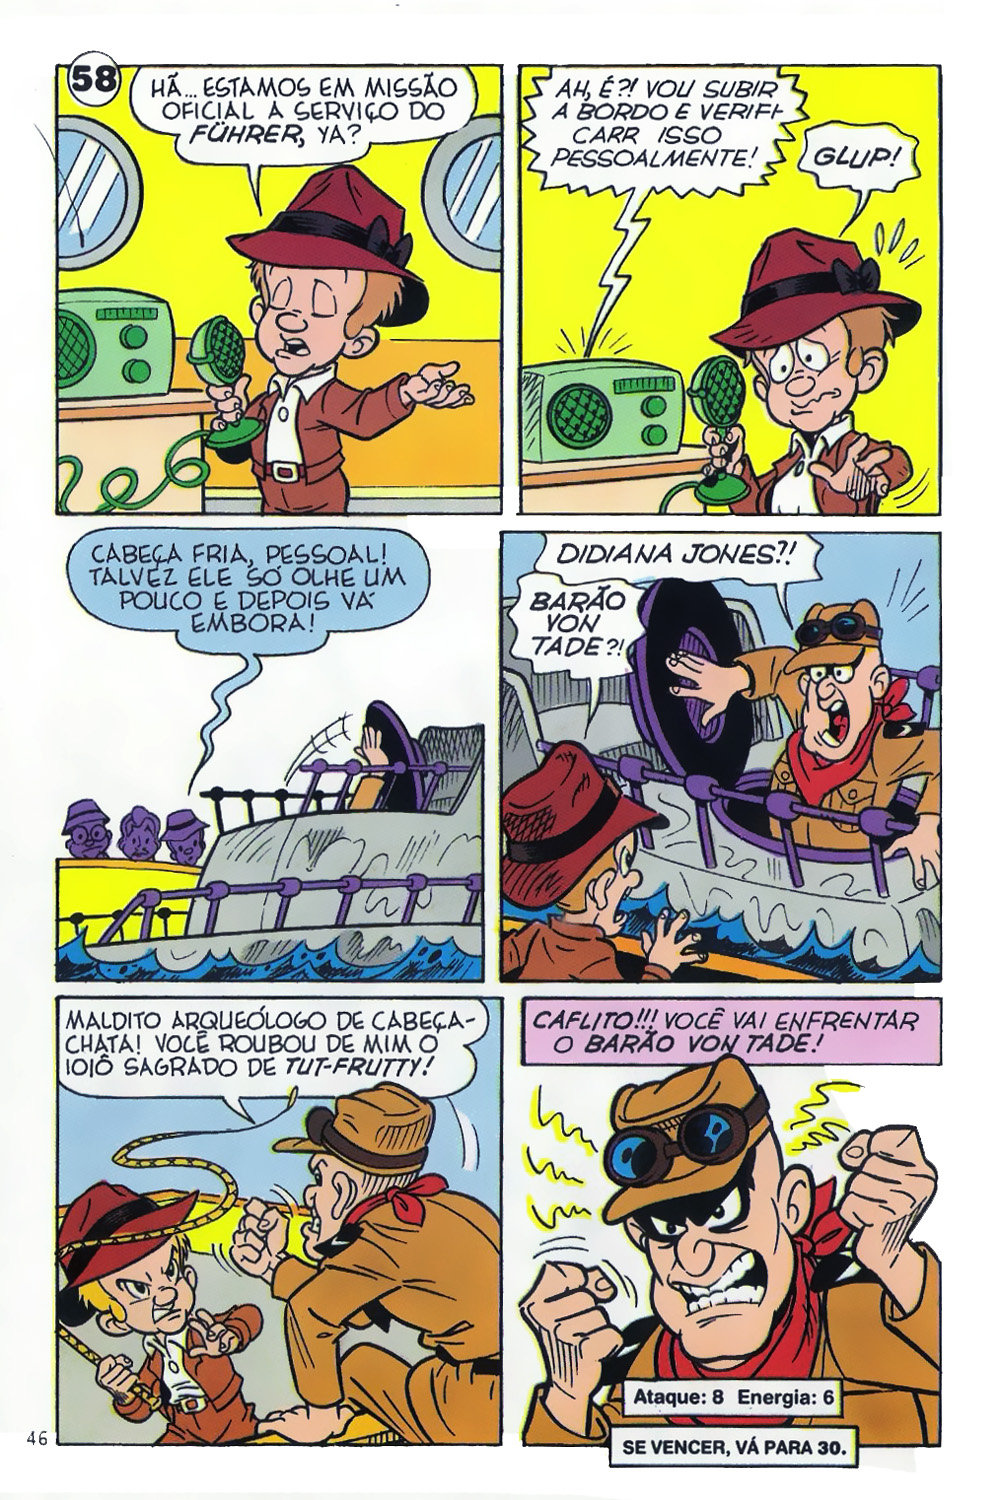 58
HÃ... ESTAMOS EM MISSÃO
OFICIAL A SERVIÇO DO
FÜHRER, YA?
AH, É?! VOU SUBIR
A BORDO E VERIFI-
CARR ISSO
PESSOALMENTE!
GLUP!
CABEÇA FRIA, PESSOAL!
TALVEZ ELE SÓ OLHE UM
POUCO E DEPOIS VÁ
EMBORA!
DIDIANA JONES?!
BARÃO
VON
TADE?!
MALDITO ARQUEÓLOGO DE CABEÇA-
CHATA! VOCÊ ROUBOU DE MIM O
IOIÔ SAGRADO DE TUT-FRUTTY!
CAFLITO!!! VOCÊ VAI ENFRENTAR
O BARÃO VON TADE!
Ataque: 8 Energia: 6
SE VENCER, VÁ PARA 30.
46